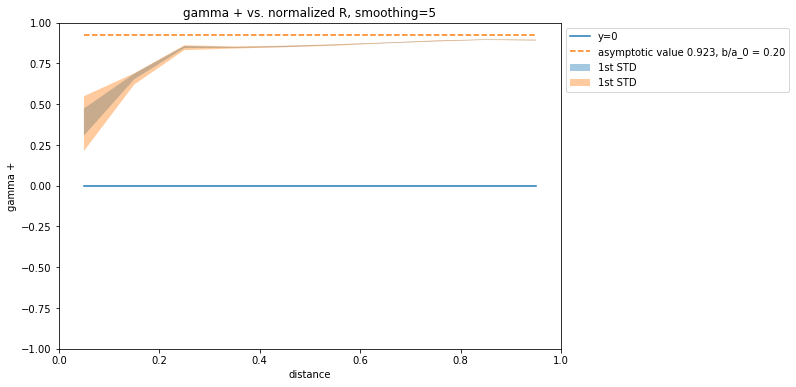 gamma + vs. normalized R, smoothing=5
1.00
0.75
0.50
0.25
0.00
−0.25
−0.50
−0.75
−1.00
gamma +
0.0
0.2
0.4
0.6
0.8
1.0
distance
y=0
asymptotic value 0.923, b/a_0 = 0.20
1st STD
1st STD